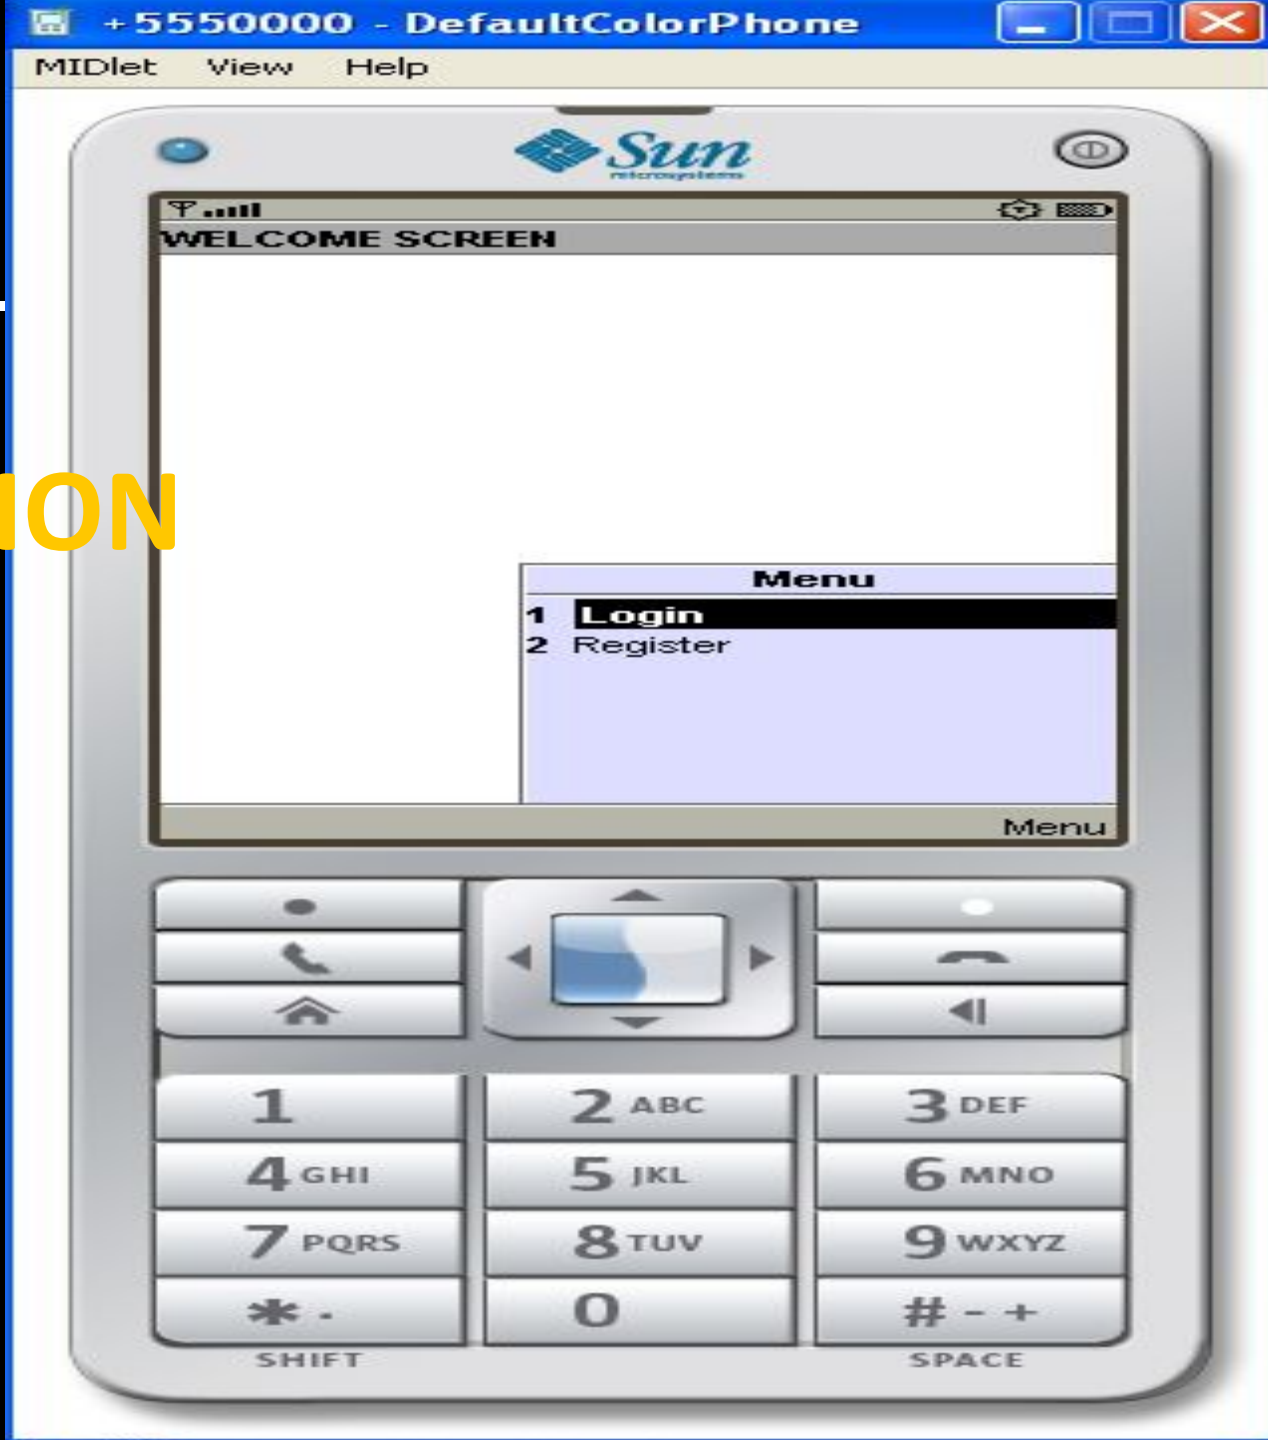 +5550000 - DefaultColorPhone
MIDlet View Help
Sun
microsystems
WELCOME SCREEN
ION
Menu
1 Login
2 Register
Menu
1 2 ABC 3 DEF
4 GHI 5 JKL 6 MNO
7 PQRS 8 TUV 9 WXYZ
* . 0 # - +
SHIFT SPACE